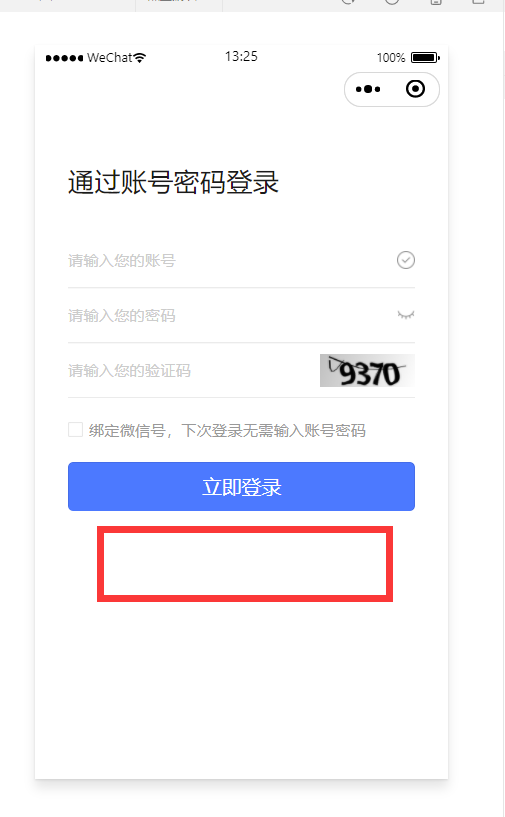 WeChat 13:25 100%
通过账号密码登录
请输入您的账号
请输入您的密码
请输入您的验证码 9370
绑定微信号，下次登录无需输入账号密码
立即登录